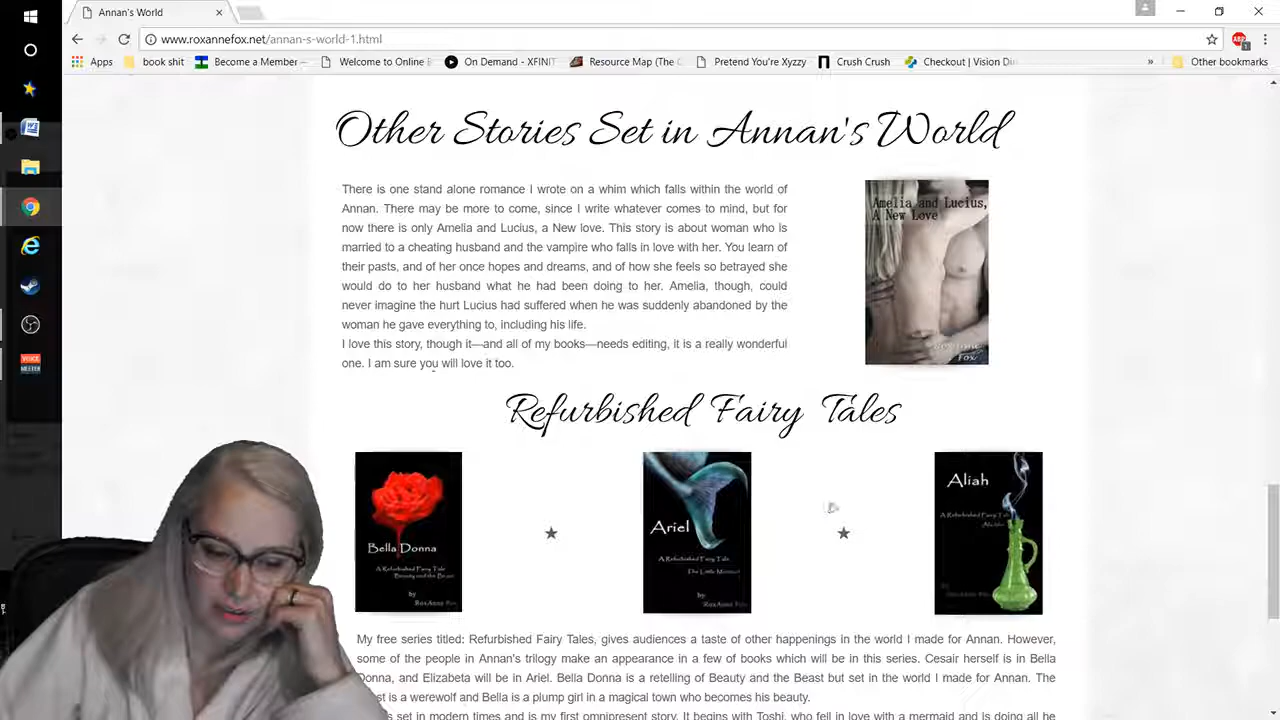 Annan's World
www.roxannefox.net/annan-s-world-1.html
Apps book shit Become a Member Welcome to Online On Demand - XFINIT Resource Map (The Pretend You're Xyzzy Crush Crush Checkout | Vision Di » Other bookmarks
Other Stories Set in Annan's World
There is one stand alone romance I wrote on a whim which falls within the world of
Annan. There may be more to come, since I write whatever comes to mind, but for
now there is only Amelia and Lucius, a New love. This story is about woman who is
married to a cheating husband and the vampire who falls in love with her. You learn of
their pasts, and of her once hopes and dreams, and of how she feels so betrayed she
would do to her husband what he had been doing to her. Amelia, though, could
never imagine the hurt Lucius had suffered when he was suddenly abandoned by the
woman he gave everything to, including his life.
I love this story, though it—and all of my books—needs editing, it is a really wonderful
one. I am sure you will love it too.
Amelia and Lucius,
A New Love
Fox
Refurbished Fairy Tales
Bella Donna
A Refurbished Fairy Tale
Beauty and the Beast
by
RoxAnne Fox
Ariel
A Refurbished Fairy Tale
The Little Mermaid
by
RoxAnne Fox
Aliah
A Refurbished Fairy Tale
Aladdin
My free series titled: Refurbished Fairy Tales, gives audiences a taste of other happenings in the world I made for Annan. However,
some of the people in Annan's trilogy make an appearance in a few of books which will be in this series. Cesair herself is in Bella
Donna, and Elizabeta will be in Ariel. Bella Donna is a retelling of Beauty and the Beast but set in the world I made for Annan. The
is a werewolf and Bella is a plump girl in a magical town who becomes his beauty.
set in modern times and is my first omnipresent story. It begins with Toshi, who fell in love with a mermaid and is doing all he